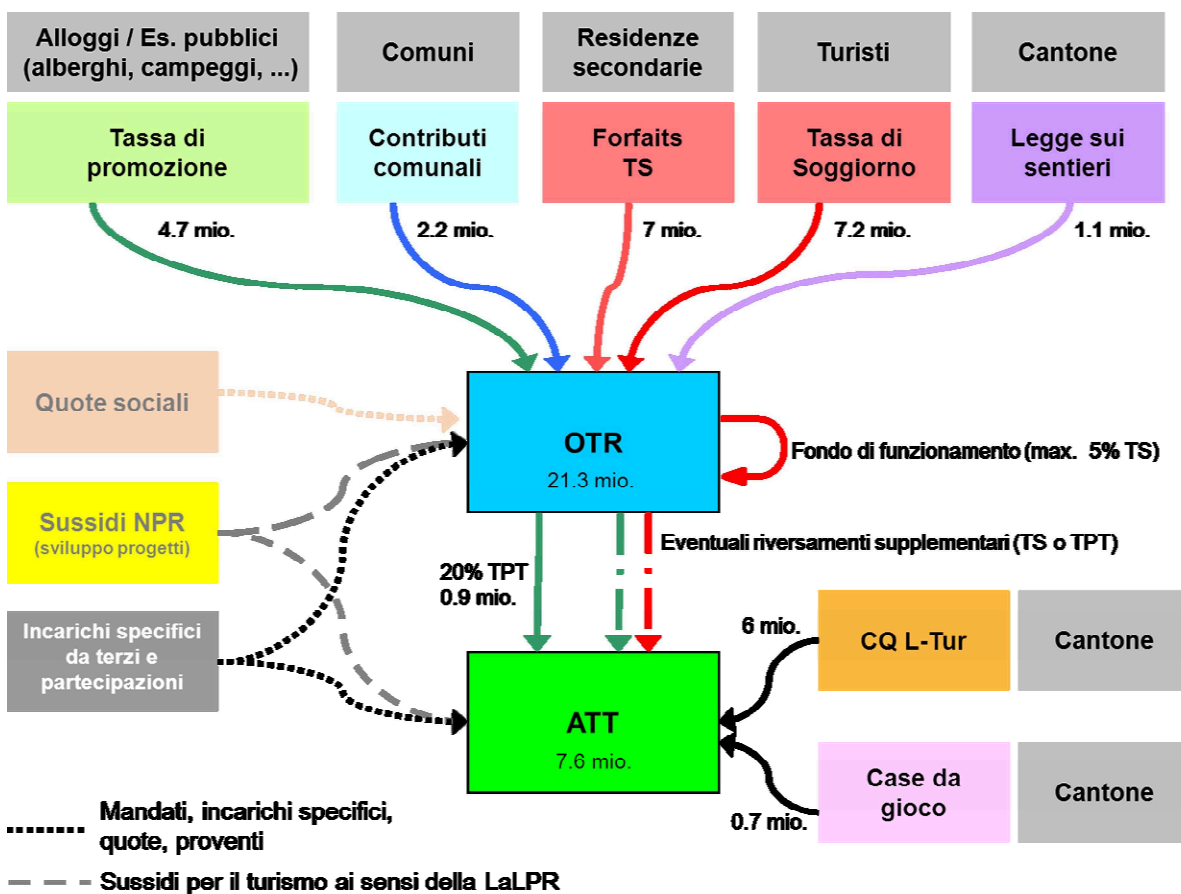 Alloggi / Es. pubblici
(alberghi, campeggi, ...)
Comuni
Residenze
secondarie
Turisti
Cantone
Tassa di
promozione
Contributi
comunali
Forfaits
TS
Tassa di
Soggiorno
Legge sui
sentieri
4.7 mio.
2.2 mio.
7 mio.
7.2 mio.
1.1 mio.
Quote sociali
OTR
21.3 mio.
Fondo di funzionamento (max. 5% TS)
Sussidi NPR
(sviluppo progetti)
Eventuali riversamenti supplementari (TS o TPT)
20% TPT
0.9 mio.
Incarichi specifici
da terzi e
partecipazioni
6 mio.
CQ L-Tur
Cantone
ATT
7.6 mio.
Case da
gioco
Cantone
0.7 mio.
Mandati, incarichi specifici,
quote, proventi
Sussidi per il turismo ai sensi della LaLPR